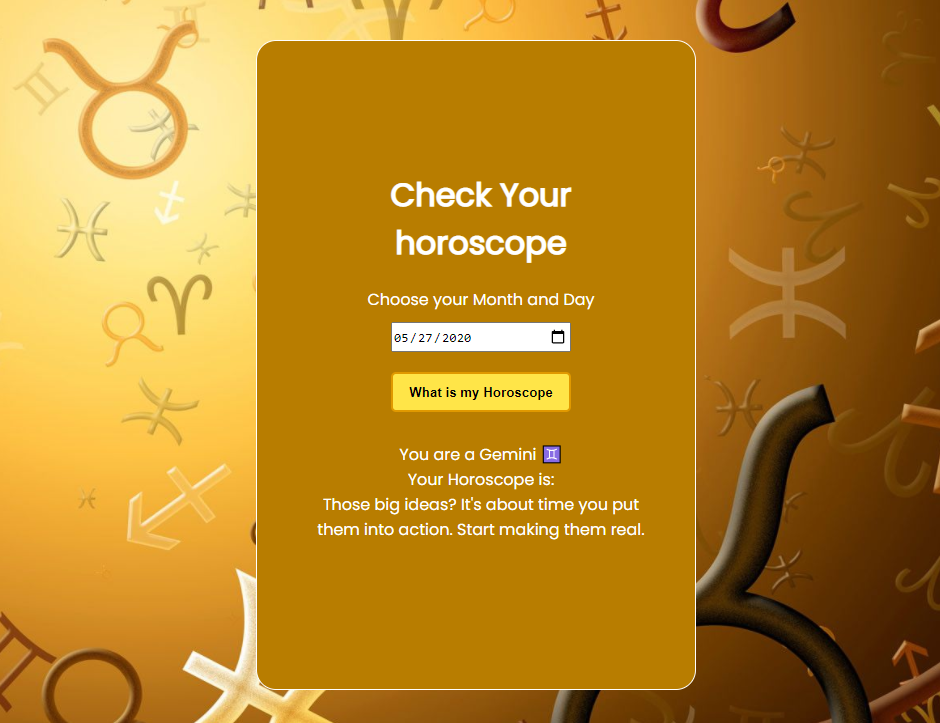 Check Your
horoscope
Choose your Month and Day
05/27/2020
What is my Horoscope
You are a Gemini ♊
Your Horoscope is:
Those big ideas? It's about time you put
them into action. Start making them real.